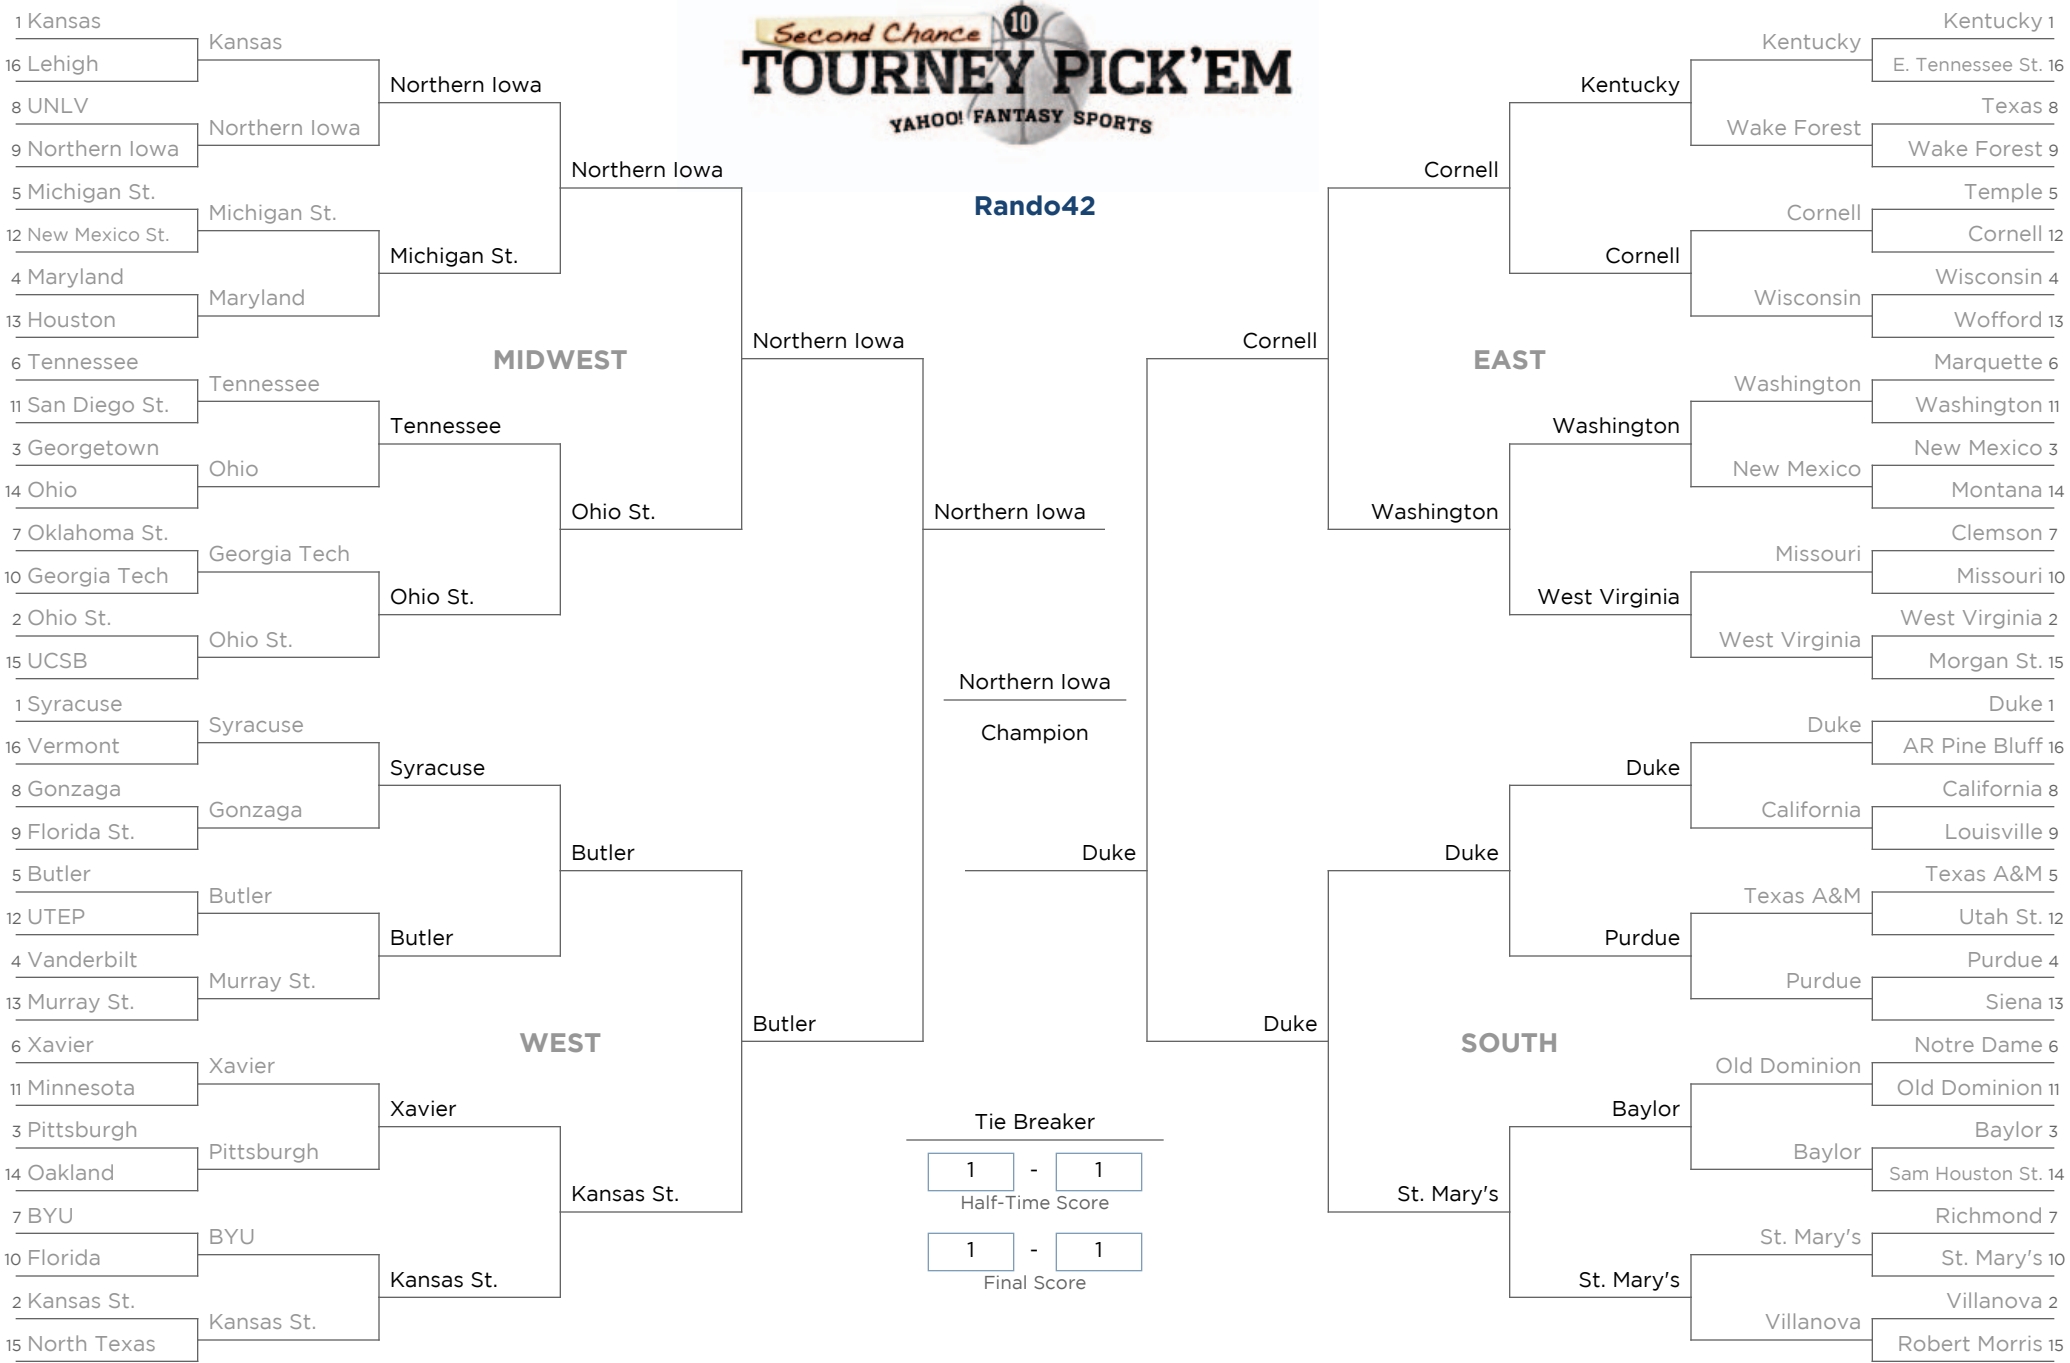 Second Chance 10
TOURNEY PICK'EM
YAHOO! FANTASY SPORTS
Rando42
1 Kansas
16 Lehigh
8 UNLV
9 Northern Iowa
5 Michigan St.
12 New Mexico St.
4 Maryland
13 Houston
6 Tennessee
11 San Diego St.
3 Georgetown
14 Ohio
7 Oklahoma St.
10 Georgia Tech
2 Ohio St.
15 UCSB
Kansas
Northern Iowa
Michigan St.
Maryland
Tennessee
Ohio
Georgia Tech
Ohio St.
Northern Iowa
Michigan St.
Tennessee
Ohio St.
Northern Iowa
Ohio St.
MIDWEST
Northern Iowa
1 Syracuse
16 Vermont
8 Gonzaga
9 Florida St.
5 Butler
12 UTEP
4 Vanderbilt
13 Murray St.
6 Xavier
11 Minnesota
3 Pittsburgh
14 Oakland
7 BYU
10 Florida
2 Kansas St.
15 North Texas
Syracuse
Gonzaga
Butler
Murray St.
Xavier
Pittsburgh
BYU
Kansas St.
Syracuse
Butler
Xavier
Kansas St.
Butler
Kansas St.
WEST
Butler
Northern Iowa
Northern Iowa
Champion
Duke
Tie Breaker
1 - 1
Half-Time Score
1 - 1
Final Score
Kentucky 1
E. Tennessee St. 16
Texas 8
Wake Forest 9
Temple 5
Cornell 12
Wisconsin 4
Wofford 13
Marquette 6
Washington 11
New Mexico 3
Montana 14
Clemson 7
Missouri 10
West Virginia 2
Morgan St. 15
Kentucky
Wake Forest
Cornell
Wisconsin
Washington
New Mexico
Missouri
West Virginia
Kentucky
Cornell
Washington
West Virginia
Cornell
Washington
EAST
Cornell
Duke 1
AR Pine Bluff 16
California 8
Louisville 9
Texas A&M 5
Utah St. 12
Purdue 4
Siena 13
Notre Dame 6
Old Dominion 11
Baylor 3
Sam Houston St. 14
Richmond 7
St. Mary's 10
Villanova 2
Robert Morris 15
Duke
California
Texas A&M
Purdue
Old Dominion
Baylor
St. Mary's
Villanova
Duke
Purdue
Baylor
St. Mary's
Duke
St. Mary's
SOUTH
Duke